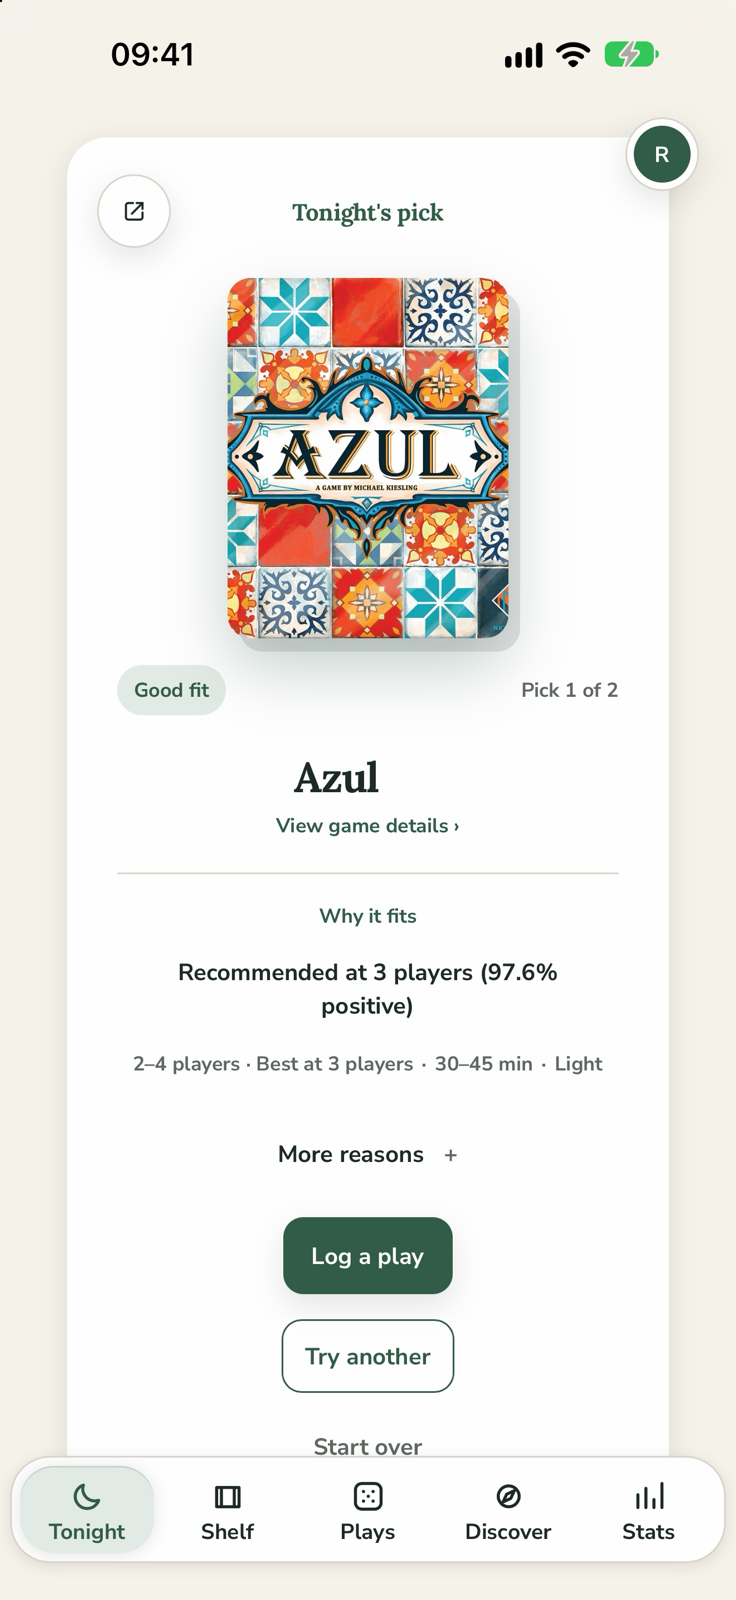 09:41
R
Tonight's pick
AZUL
A GAME BY MICHAEL KIESLING
Good fit
Pick 1 of 2
Azul
View game details ›
Why it fits
Recommended at 3 players (97.6%
positive)
2–4 players · Best at 3 players · 30–45 min · Light
More reasons +
Log a play
Try another
Start over
Tonight
Shelf
Plays
Discover
Stats